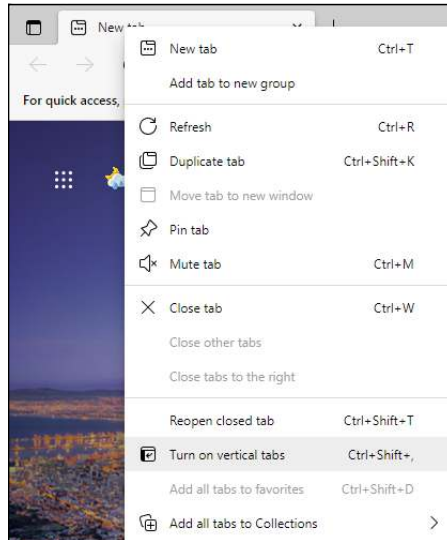 New tab
For quick access,
New tab Ctrl+T
Add tab to new group
Refresh Ctrl+R
Duplicate tab Ctrl+Shift+K
Move tab to new window
Pin tab
Mute tab Ctrl+M
Close tab Ctrl+W
Close other tabs
Close tabs to the right
Reopen closed tab Ctrl+Shift+T
Turn on vertical tabs Ctrl+Shift+,
Add all tabs to favorites Ctrl+Shift+D
Add all tabs to Collections